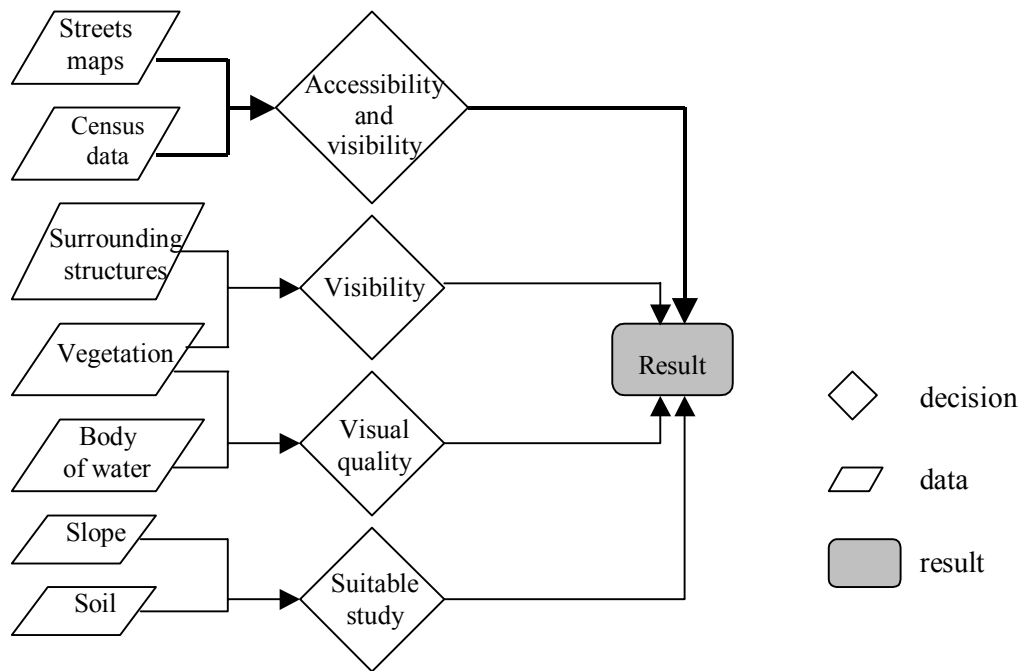 Streets
maps
Census
data
Accessibility
and
visibility
Surrounding
structures
Visibility
Vegetation
Body
of water
Visual
quality
Slope
Soil
Suitable
study
Result
decision
data
result